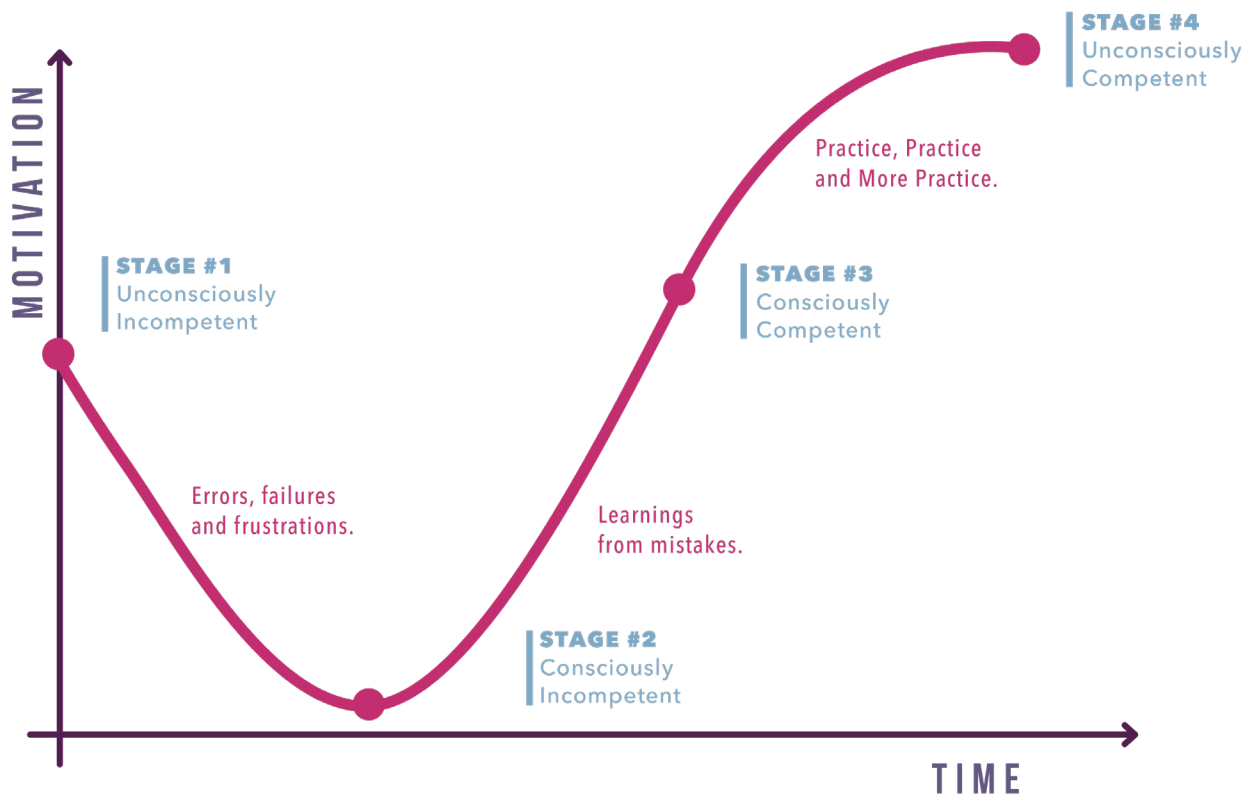 MOTIVATION
STAGE #1
Unconsciously
Incompetent
Errors, failures
and frustrations.
STAGE #2
Consciously
Incompetent
Learnings
from mistakes.
STAGE #3
Consciously
Competent
Practice, Practice
and More Practice.
STAGE #4
Unconsciously
Competent
TIME